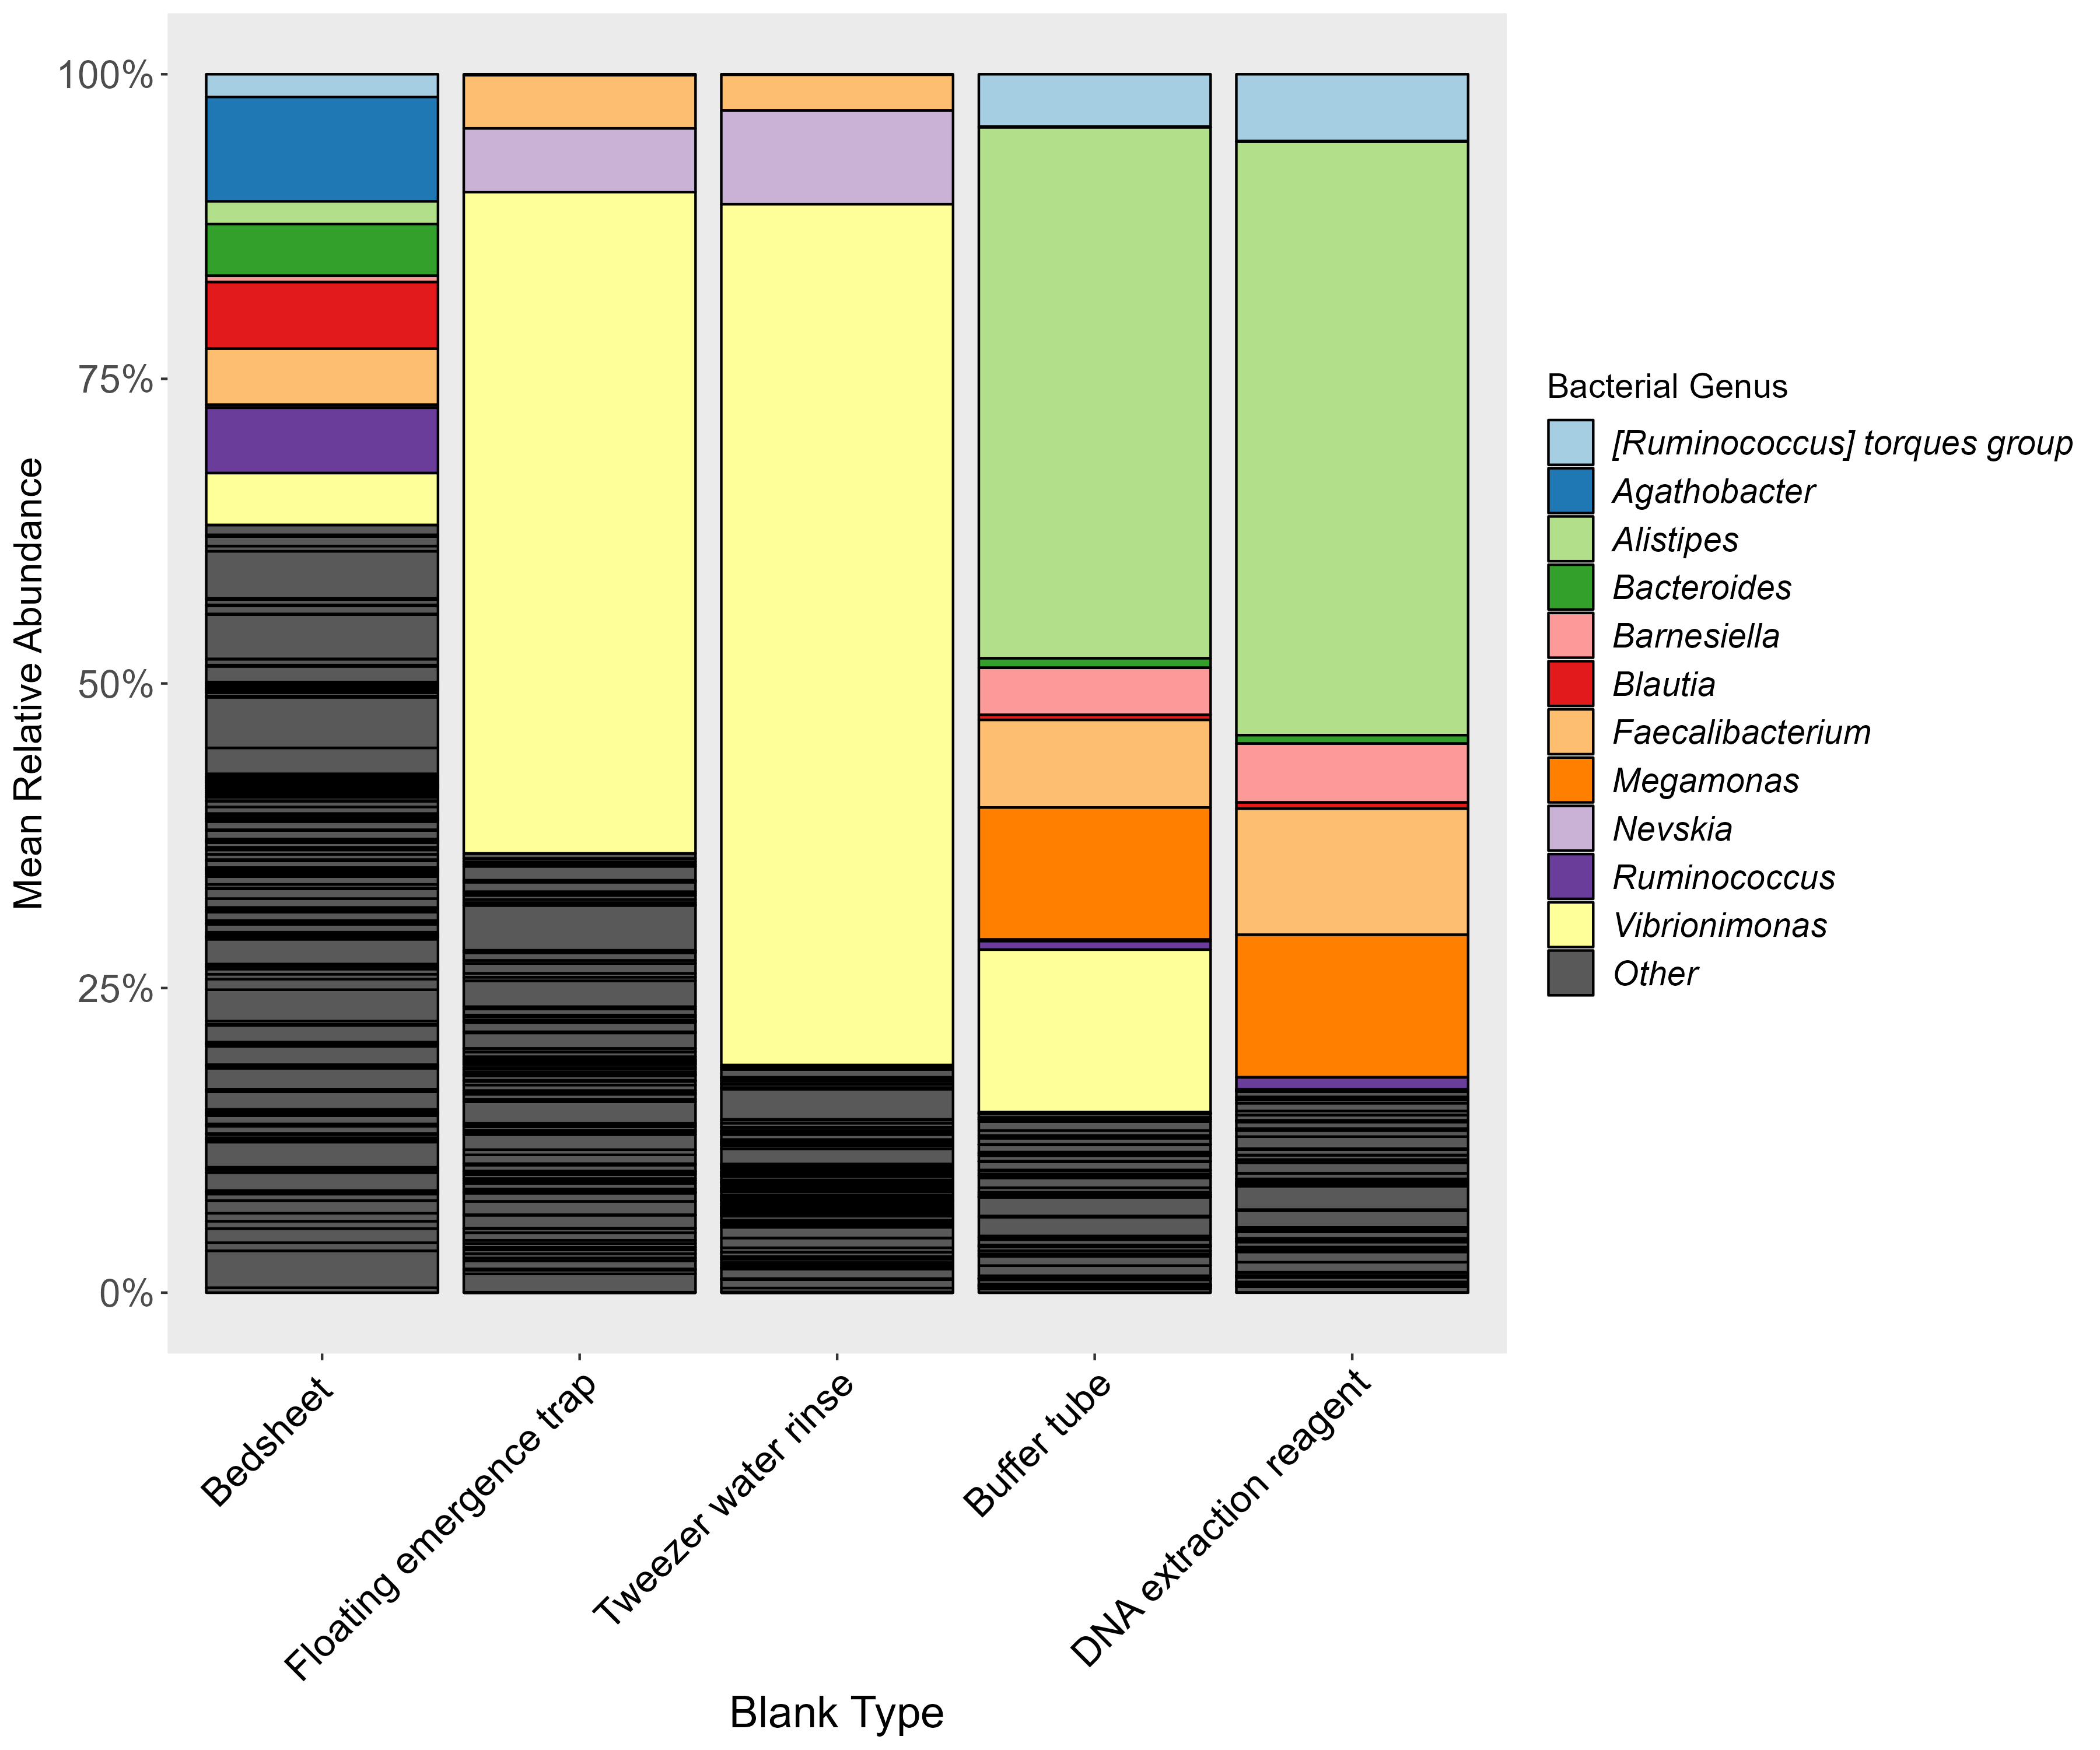 Mean Relative Abundance
100%
75%
50%
25%
0%
Bedsheet
Floating emergence trap
Tweezer water rinse
Buffer tube
DNA extraction reagent
Blank Type
Bacterial Genus
[Ruminococcus] torques group
Agathobacter
Alistipes
Bacteroides
Barnesiella
Blautia
Faecalibacterium
Megamonas
Nevskia
Ruminococcus
Vibrionimonas
Other